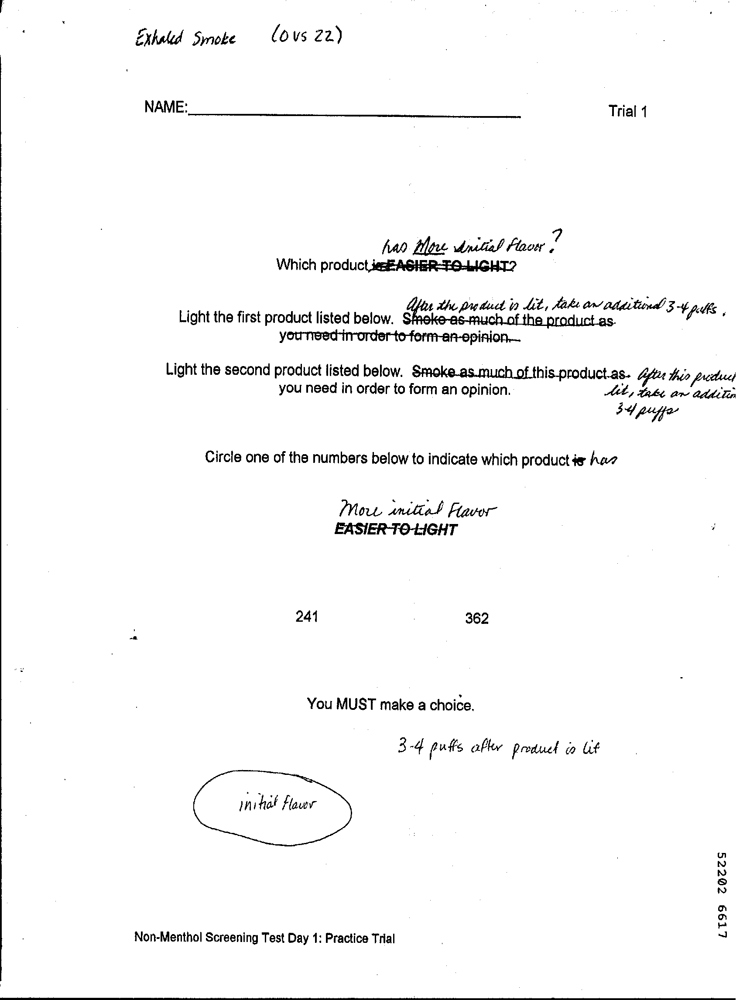 Exhaled Smoke (0 vs 22)
NAME: Trial 1
has More initial Flavor?
Which product is EASIER TO LIGHT?
After the product is lit, take an additional 3-4 puffs.
Light the first product listed below. Smoke as much of the product as
you need in order to form an opinion.
Light the second product listed below. Smoke as much of this product as After this product
you need in order to form an opinion. lit, take an addition
3-4 puffs
Circle one of the numbers below to indicate which product is has
More initial Flavor
EASIER TO LIGHT
241 362
You MUST make a choice.
3-4 puffs after product is lit
initial flavor
52202 6617
Non-Menthol Screening Test Day 1: Practice Trial